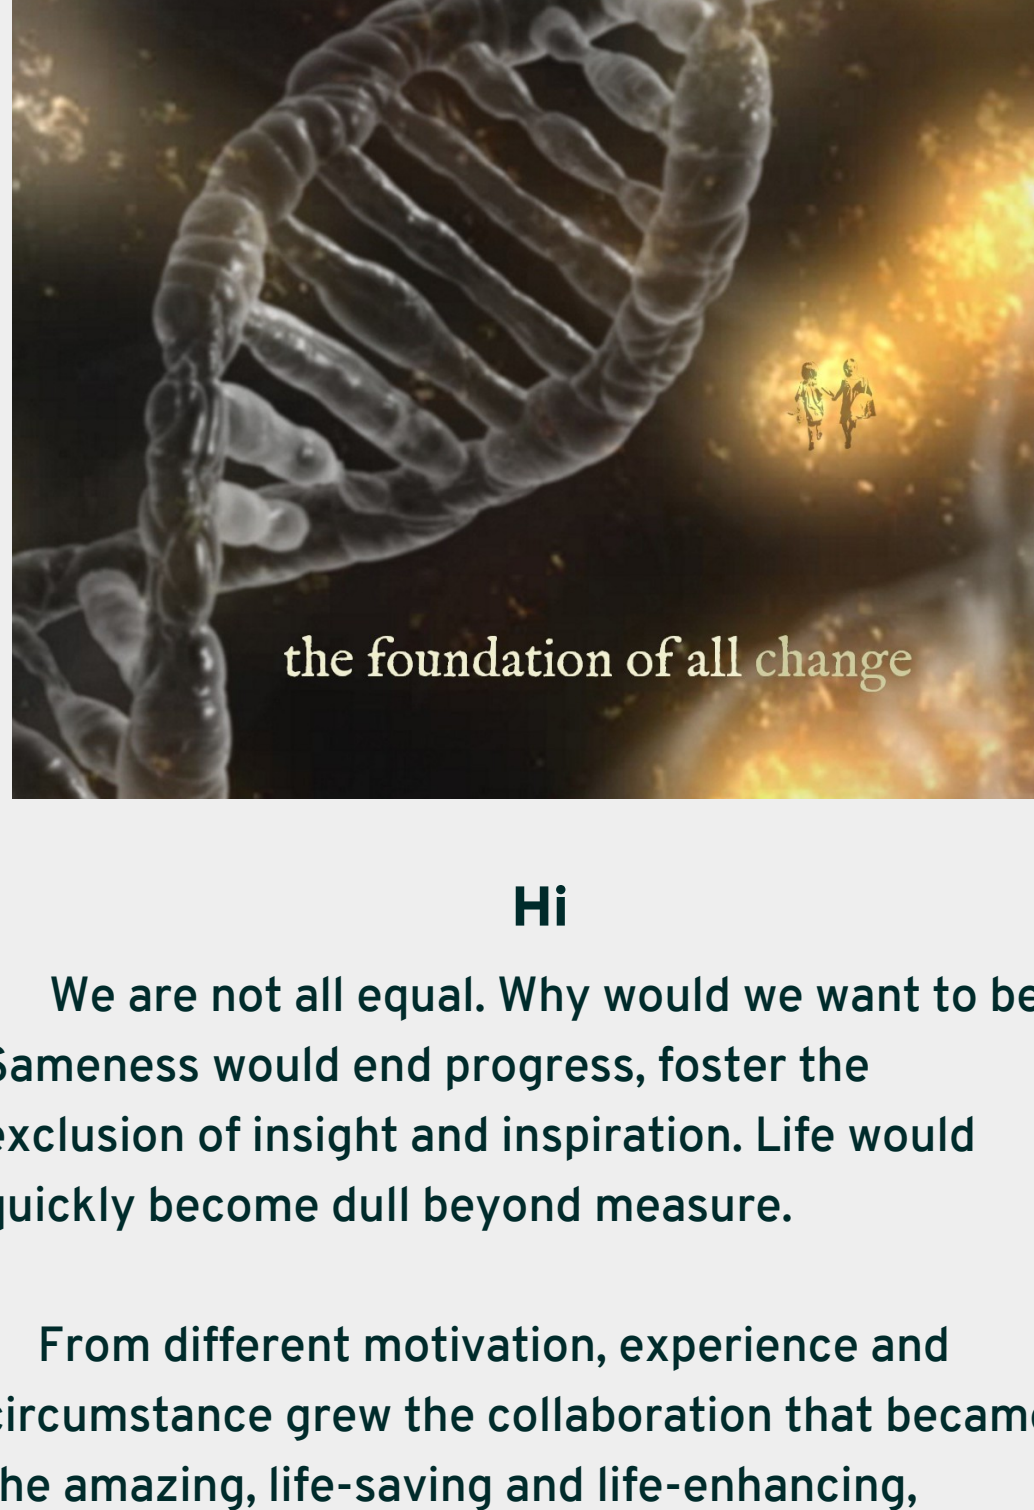 the foundation of all change
Hi
We are not all equal. Why would we want to be
Sameness would end progress, foster the
exclusion of insight and inspiration. Life would
quickly become dull beyond measure.
From different motivation, experience and
circumstance grew the collaboration that became
the amazing, life-saving and life-enhancing,